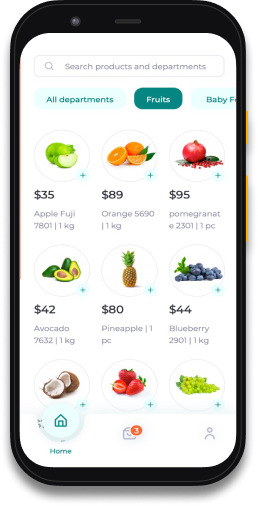 Search products and departments
All departments
Fruits
Baby Fo
$35
$89
$95
Apple Fuji
7801 | 1 kg
Orange 5690
| 1 kg
pomegranat
e 2301 | 1 pc
$42
$80
$44
Avocado
7632 | 1 kg
Pineapple | 1
pc
Blueberry
2901 | 1 kg
3
Home